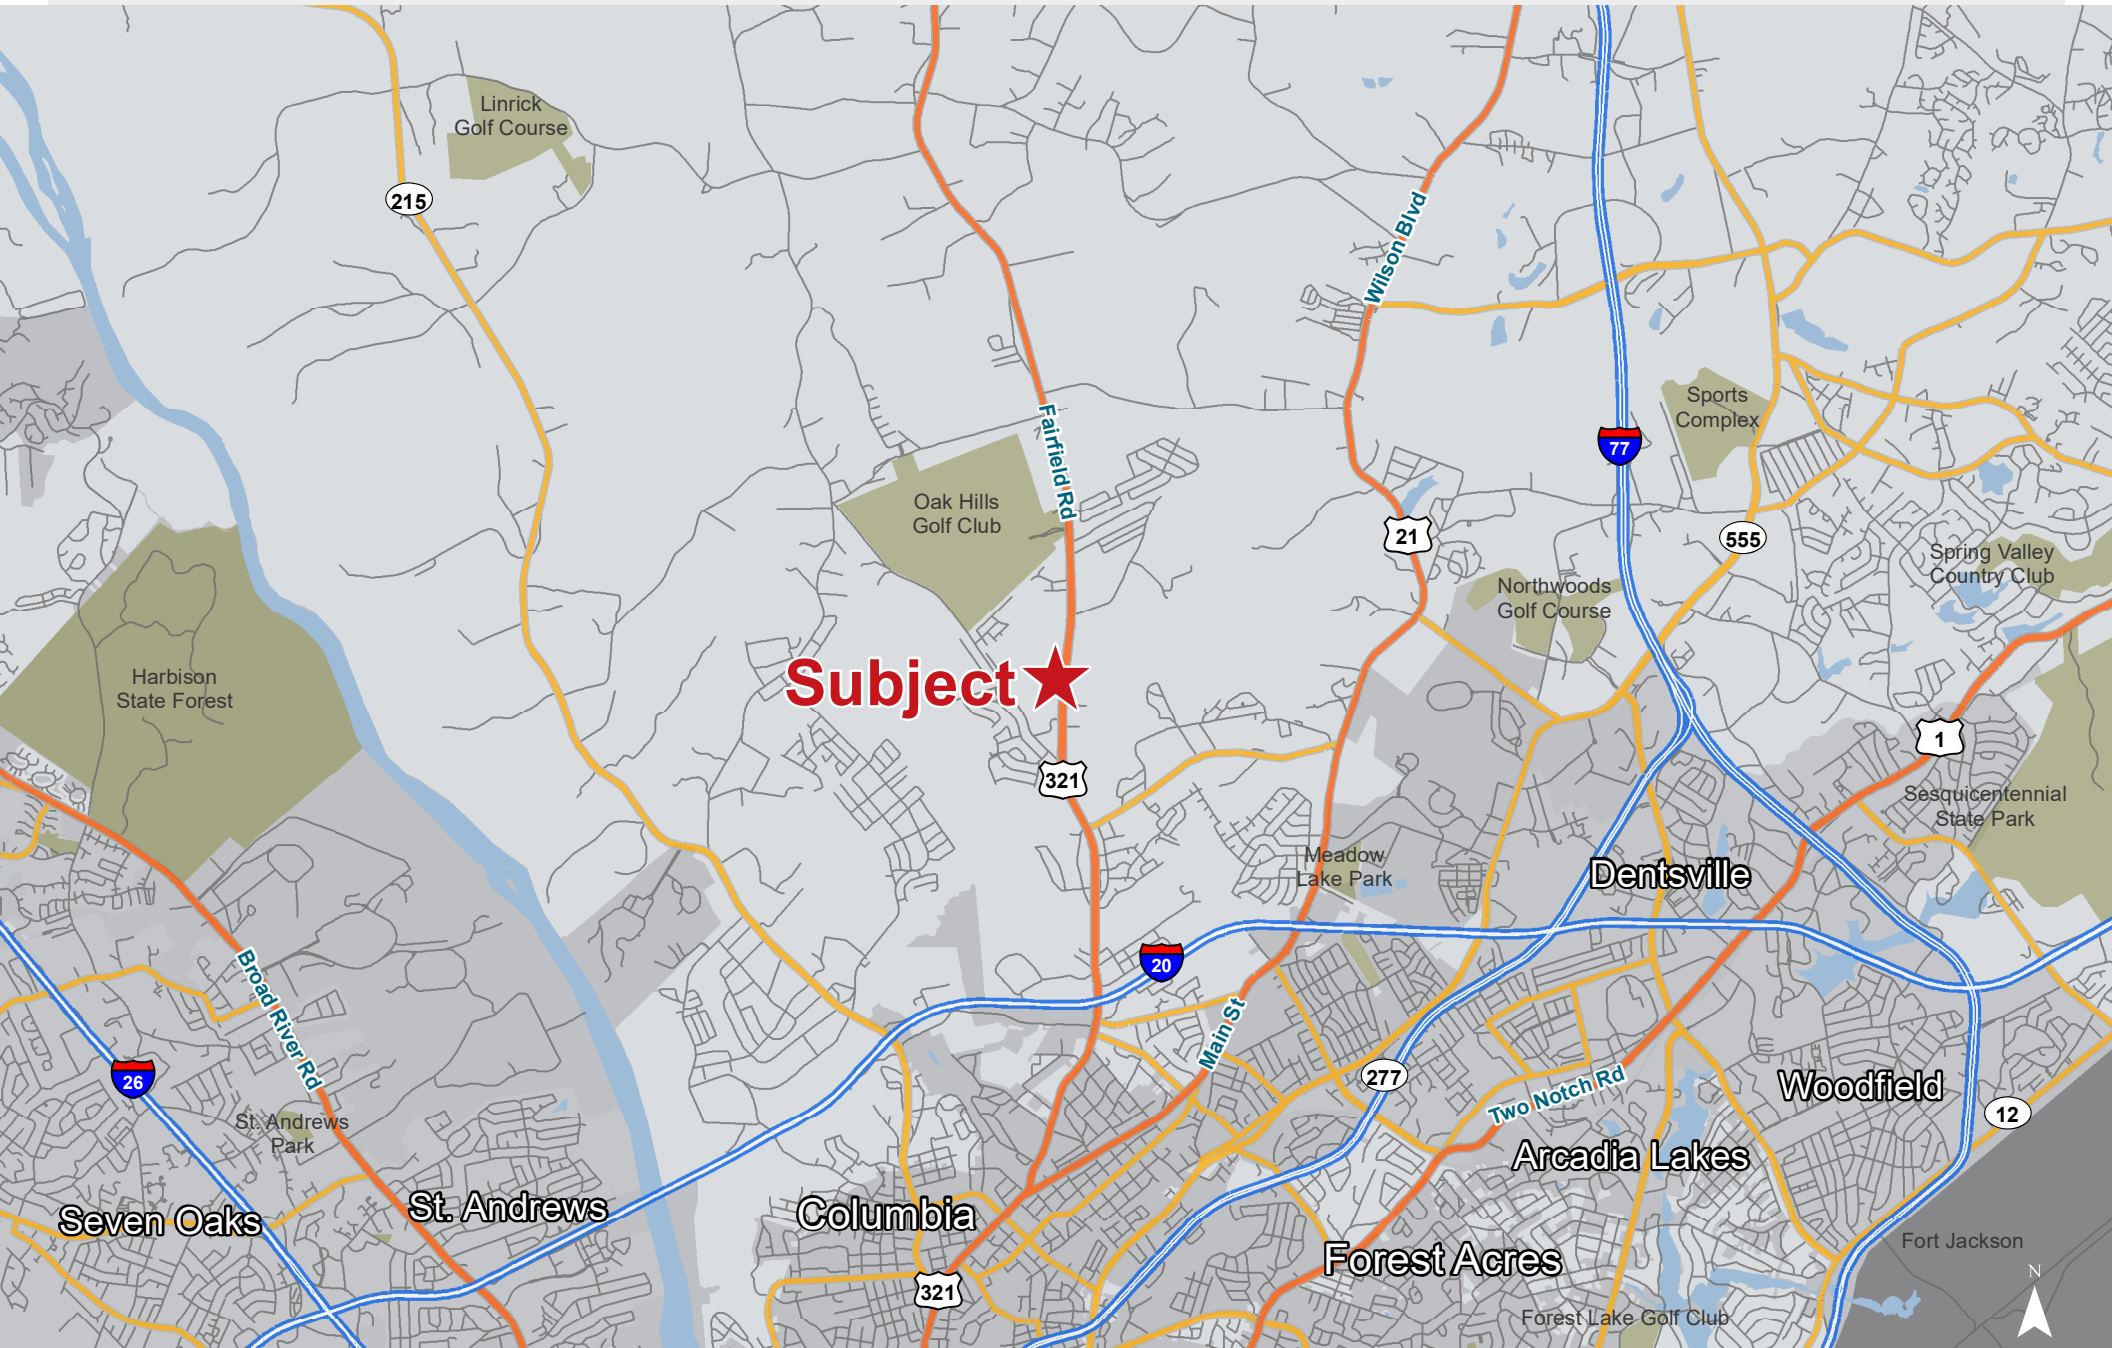 Linrick
Golf Course
215
Wilson Blvd
Sports
Complex
Fairfield Rd
77
Oak Hills
Golf Club
21
555
Spring Valley
Country Club
Northwoods
Golf Course
Harbison
State Forest
Subject
1
321
Sesquicentennial
State Park
Meadow
Lake Park
Dentsville
20
Broad River Rd
Main St
26
277
Two Notch Rd
Woodfield
12
St. Andrews
Park
Arcadia Lakes
St. Andrews
Columbia
Seven Oaks
Forest Acres
Fort Jackson
N
321
Forest Lake Golf Club